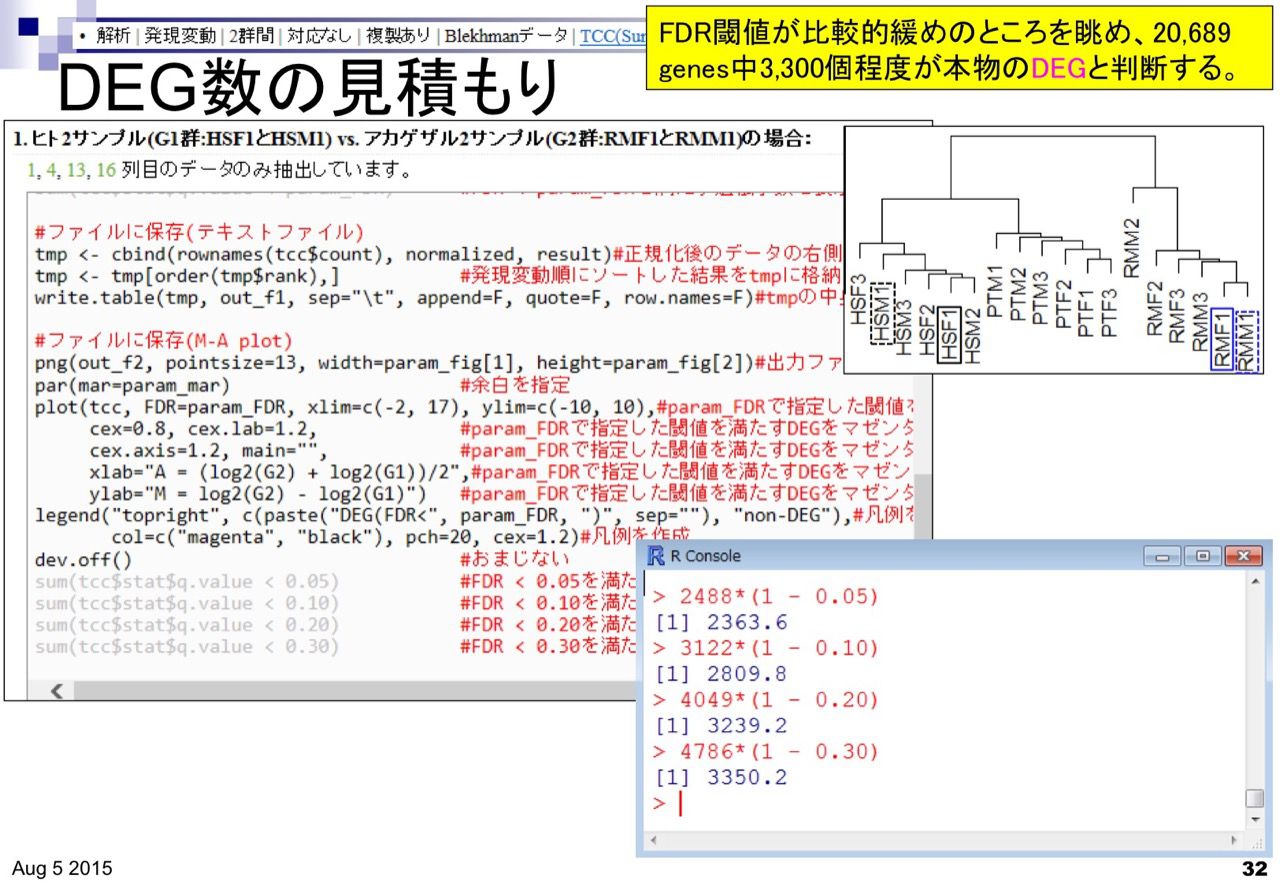 • 解析 | 発現変動 | 2群間 | 対応なし | 複製あり | Blekhmanデータ | TCC(Sun
FDR閾値が比較的緩めのところを眺め、20,689
genes中3,300個程度が本物のDEGと判断する。
DEG数の見積もり
1. ヒト2サンプル(G1群:HSF1とHSM1) vs. アカゲザル2サンプル(G2群:RMF1とRMM1)の場合:
1, 4, 13, 16 列目のデータのみ抽出しています。
#ファイルに保存(テキストファイル)
tmp <- cbind(rownames(tcc$count), normalized, result)#正規化後のデータの右側
tmp <- tmp[order(tmp$rank),] #発現変動順にソートした結果をtmpに格納
write.table(tmp, out_f1, sep="\t", append=F, quote=F, row.names=F)#tmpの中
#ファイルに保存(M-A plot)
png(out_f2, pointsize=13, width=param_fig[1], height=param_fig[2])#出力ファ
par(mar=param_mar) #余白を指定
plot(tcc, FDR=param_FDR, xlim=c(-2, 17), ylim=c(-10, 10),#param_FDRで指定した閾値
cex=0.8, cex.lab=1.2, #param_FDRで指定した閾値を満たすDEGをマゼンタ
cex.axis=1.2, main="", #param_FDRで指定した閾値を満たすDEGをマゼンタ
xlab="A = (log2(G2) + log2(G1))/2",#param_FDRで指定した閾値を満たすDEGをマゼン
ylab="M = log2(G2) - log2(G1)") #param_FDRで指定した閾値を満たすDEGをマゼンタ
legend("topright", c(paste("DEG(FDR<", param_FDR, ")", sep=""), "non-DEG"),#凡例
col=c("magenta", "black"), pch=20, cex=1.2)#凡例を作成
dev.off() #おまじない
sum(tcc$stat$q.value < 0.05) #FDR < 0.05を満た
sum(tcc$stat$q.value < 0.10) #FDR < 0.10を満た
sum(tcc$stat$q.value < 0.20) #FDR < 0.20を満た
sum(tcc$stat$q.value < 0.30) #FDR < 0.30を満た
HSF3
HSM1
HSM3
HSF2
HSF1
HSM2
PTM1
PTM2
PTM3
PTF2
PTF1
PTF3
RMM2
RMF2
RMF3
RMM3
RMF1
RMM1
R Console
> 2488*(1 - 0.05)
[1] 2363.6
> 3122*(1 - 0.10)
[1] 2809.8
> 4049*(1 - 0.20)
[1] 3239.2
> 4786*(1 - 0.30)
[1] 3350.2
>
Aug 5 2015
32